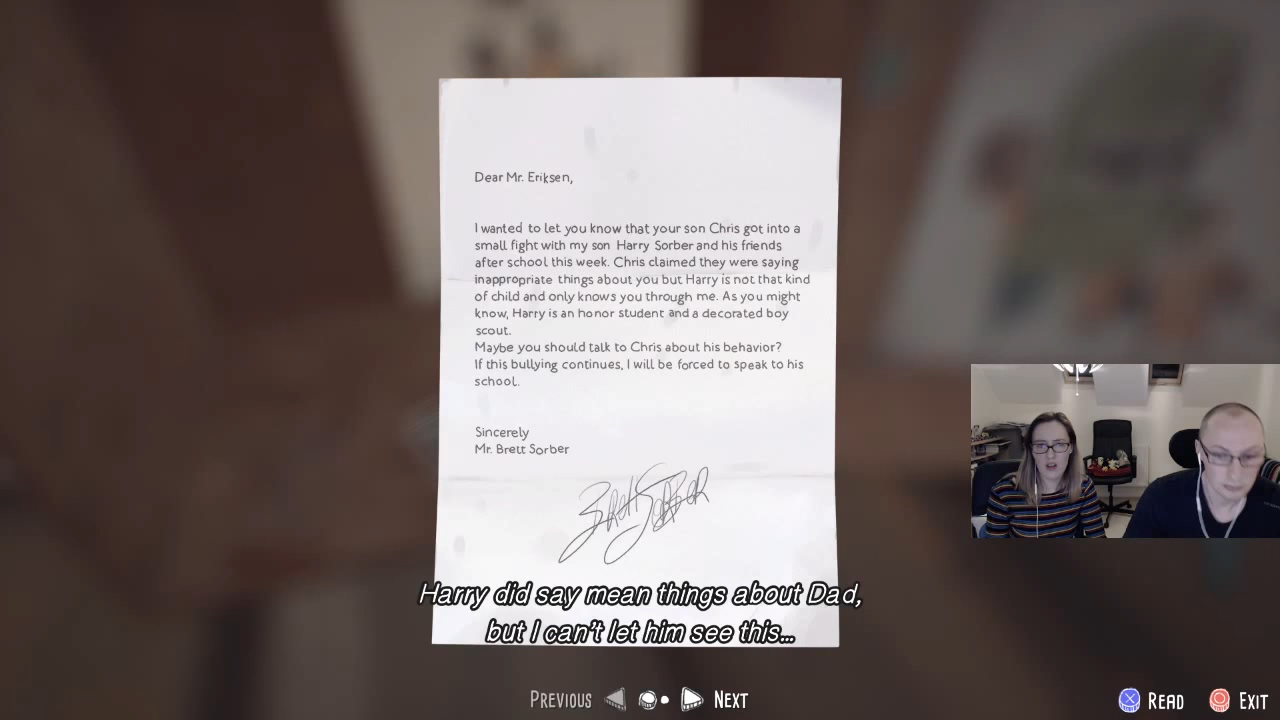 Dear Mr. Eriksen,
I wanted to let you know that your son Chris got into a
small fight with my son Harry Sorber and his friends
after school this week. Chris claimed they were saying
inappropriate things about you but Harry is not that kind
of child and only knows you through me. As you might
know, Harry is an honor student and a decorated boy
scout.
Maybe you should talk to Chris about his behavior?
If this bullying continues, I will be forced to speak to his
school.
Sincerely
Mr. Brett Sorber
Brett Sorber
Harry did say mean things about Dad,
but I can't let him see this...
Previous Next
Read Exit